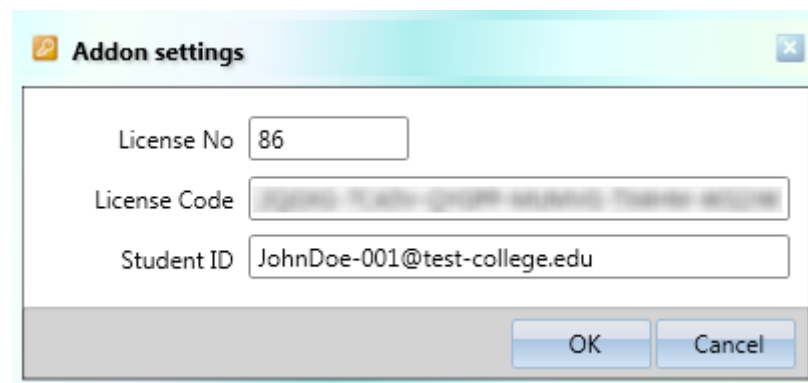 Addon settings
License No 86
License Code
Student ID JohnDoe-001@test-college.edu
OK Cancel